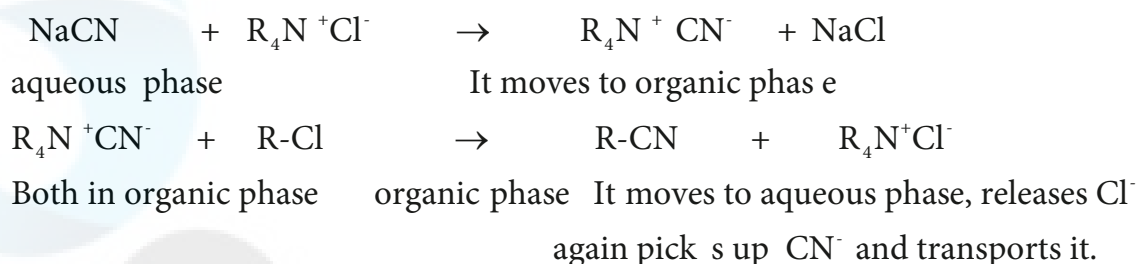 NaCN + R₄N ⁺Cl⁻ → R₄N ⁺ CN⁻ + NaCl
aqueous phase It moves to organic phas e
R₄N ⁺CN⁻ + R-Cl → R-CN + R₄N⁺Cl⁻
Both in organic phase organic phase It moves to aqueous phase, releases Cl⁻
again pick s up CN⁻ and transports it.